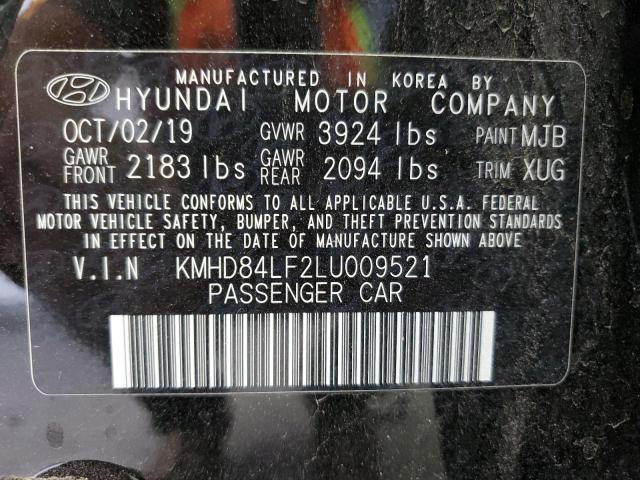 MANUFACTURED IN KOREA BY
HYUNDAI MOTOR COMPANY
OCT/02/19 GVWR 3924 lbs PAINT MJB
GAWR FRONT 2183 lbs GAWR REAR 2094 lbs TRIM XUG
THIS VEHICLE CONFORMS TO ALL APPLICABLE U.S.A. FEDERAL
MOTOR VEHICLE SAFETY, BUMPER, AND THEFT PREVENTION STANDARDS
IN EFFECT ON THE DATE OF MANUFACTURE SHOWN ABOVE
V.I.N KMHD84LF2LU009521
PASSENGER CAR